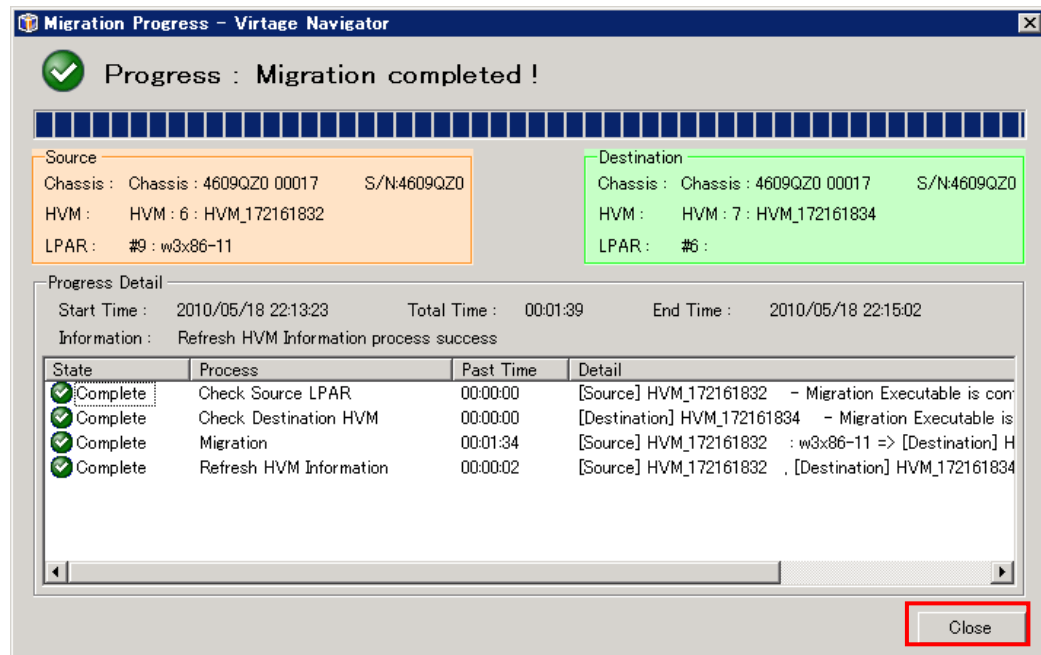 Migration Progress - Virtage Navigator
Progress : Migration completed !
Source
Chassis : Chassis : 4609QZ0 00017 S/N:4609QZ0
HVM : HVM : 6 : HVM_172161832
LPAR : #9 : w3x86-11
Destination
Chassis : Chassis : 4609QZ0 00017 S/N:4609QZ0
HVM : HVM : 7 : HVM_172161834
LPAR : #6 :
Progress Detail
Start Time : 2010/05/18 22:13:23 Total Time : 00:01:39 End Time : 2010/05/18 22:15:02
Information : Refresh HVM Information process success
State Process Past Time Detail
Complete Check Source LPAR 00:00:00 [Source] HVM_172161832 - Migration Executable is con
Complete Check Destination HVM 00:00:00 [Destination] HVM_172161834 - Migration Executable is
Complete Migration 00:01:34 [Source] HVM_172161832 : w3x86-11 => [Destination] H
Complete Refresh HVM Information 00:00:02 [Source] HVM_172161832 , [Destination] HVM_172161834
Close